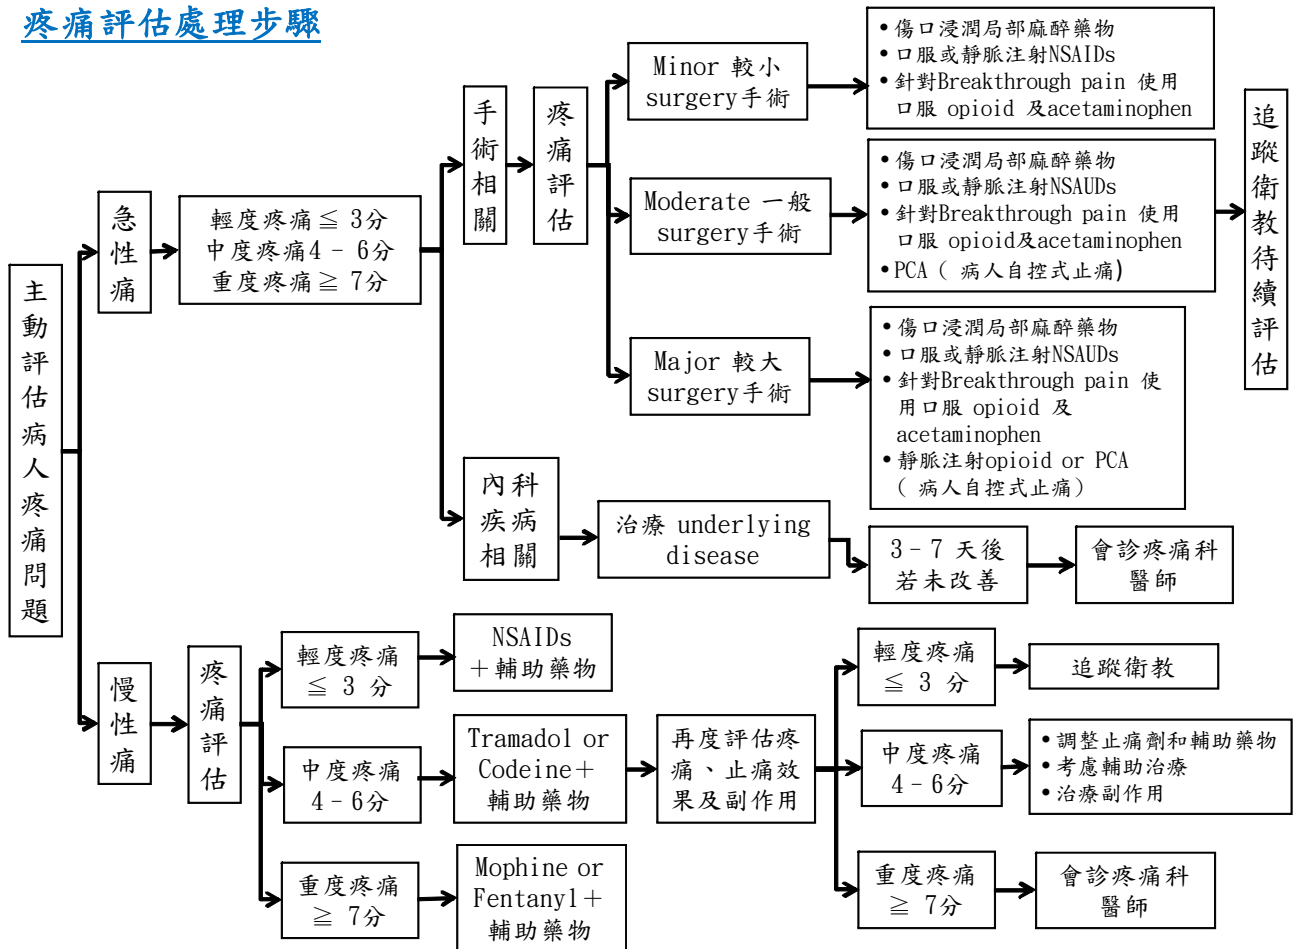 疼痛評估處理步驟
主動評估病人疼痛問題
急性痛
輕度疼痛≦ 3分
中度疼痛4－6分
重度疼痛≧ 7分
手術相關
疼痛評估
Minor 較小
surgery手術
•傷口浸潤局部麻醉藥物
•口服或靜脈注射NSAIDs
•針對Breakthrough pain 使用
口服 opioid 及acetaminophen
Moderate 一般
surgery手術
•傷口浸潤局部麻醉藥物
•口服或靜脈注射NSAUDs
•針對Breakthrough pain 使用
口服 opioid及acetaminophen
•PCA ( 病人自控式止痛)
Major 較大
surgery手術
•傷口浸潤局部麻醉藥物
•口服或靜脈注射NSAUDs
•針對Breakthrough pain 使
用口服 opioid 及
acetaminophen
•靜脈注射opioid or PCA
( 病人自控式止痛)
追蹤衛教待續評估
內科
疾病
相關
治療 underlying
disease
3－7 天後
若未改善
會診疼痛科
醫師
慢性痛
疼痛評估
輕度疼痛
≦ 3 分
NSAIDs
＋輔助藥物
中度疼痛
4－6分
Tramadol or
Codeine＋
輔助藥物
重度疼痛
≧ 7分
Mophine or
Fentanyl＋
輔助藥物
再度評估疼
痛、止痛效
果及副作用
輕度疼痛
≦ 3 分
追蹤衛教
中度疼痛
4－6分
•調整止痛劑和輔助藥物
•考慮輔助治療
•治療副作用
重度疼痛
≧ 7分
會診疼痛科
醫師